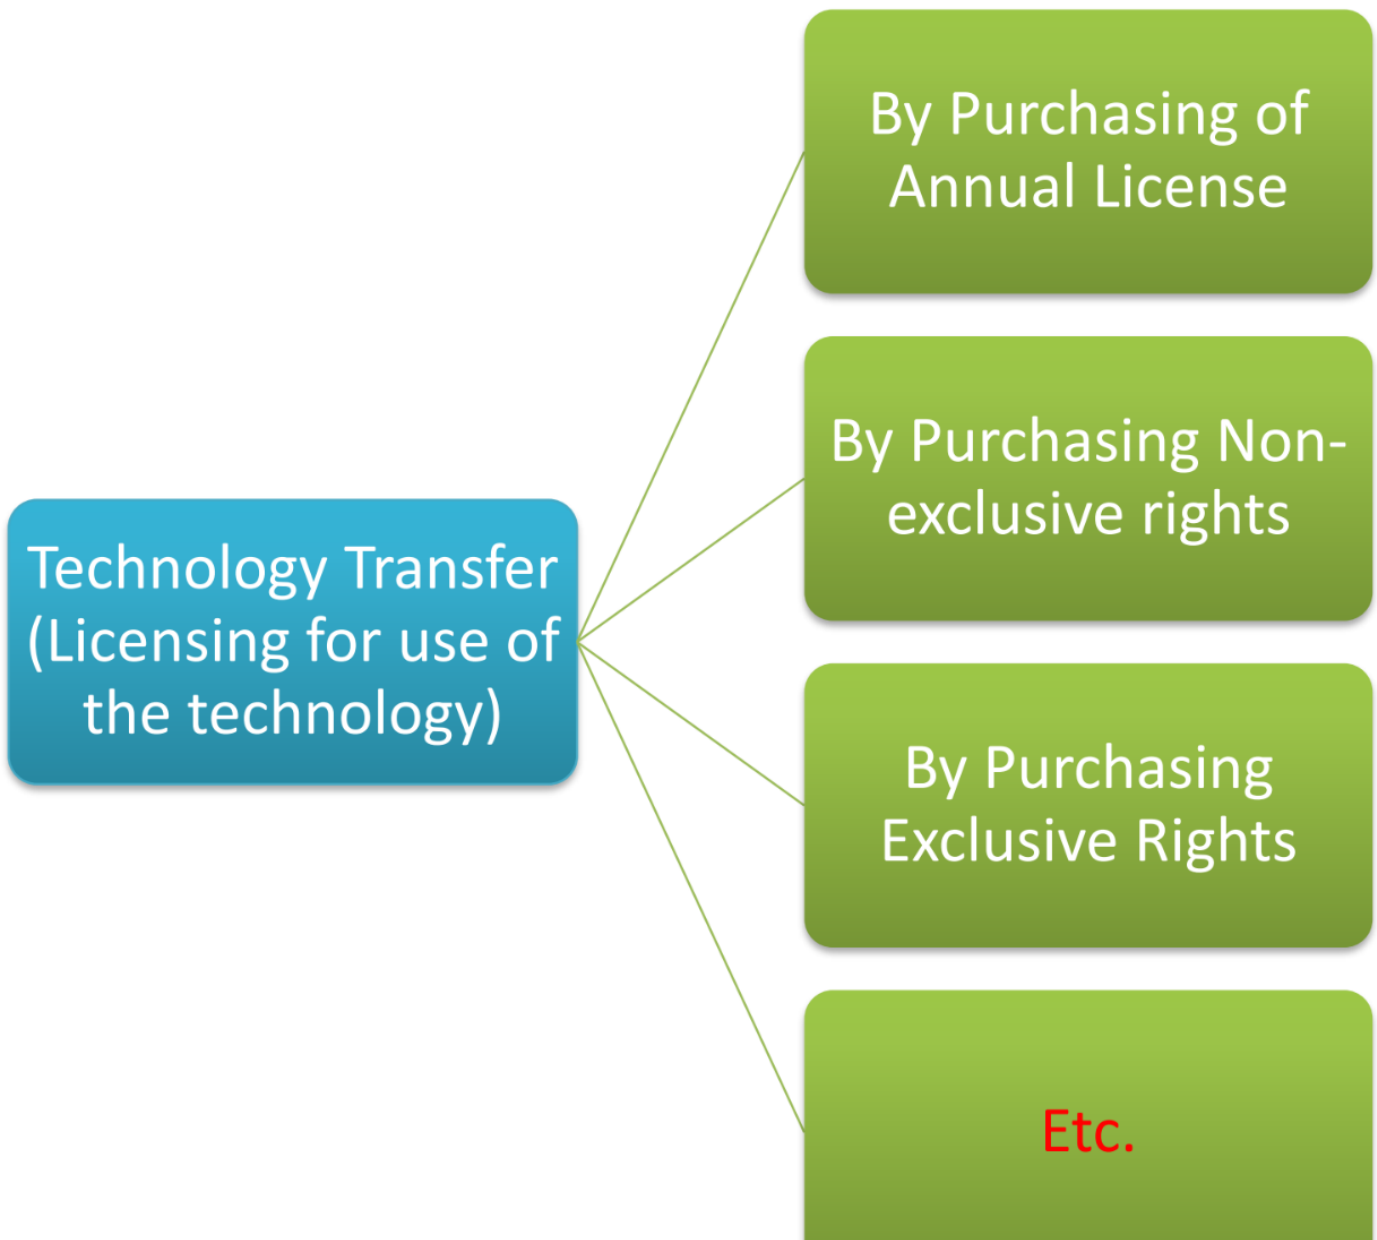 By Purchasing of
Annual License
By Purchasing Non-
exclusive rights
Technology Transfer
(Licensing for use of
the technology)
By Purchasing
Exclusive Rights
Etc.